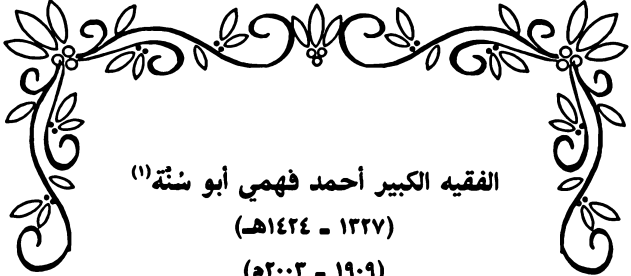 الفقيه الكبير أحمد فهمي أبو سُنَّة(١)
(١٣٢٧ ـ ١٤٢٤هـ)
(١٩٠٩ ـ ٢٠٠٣م)